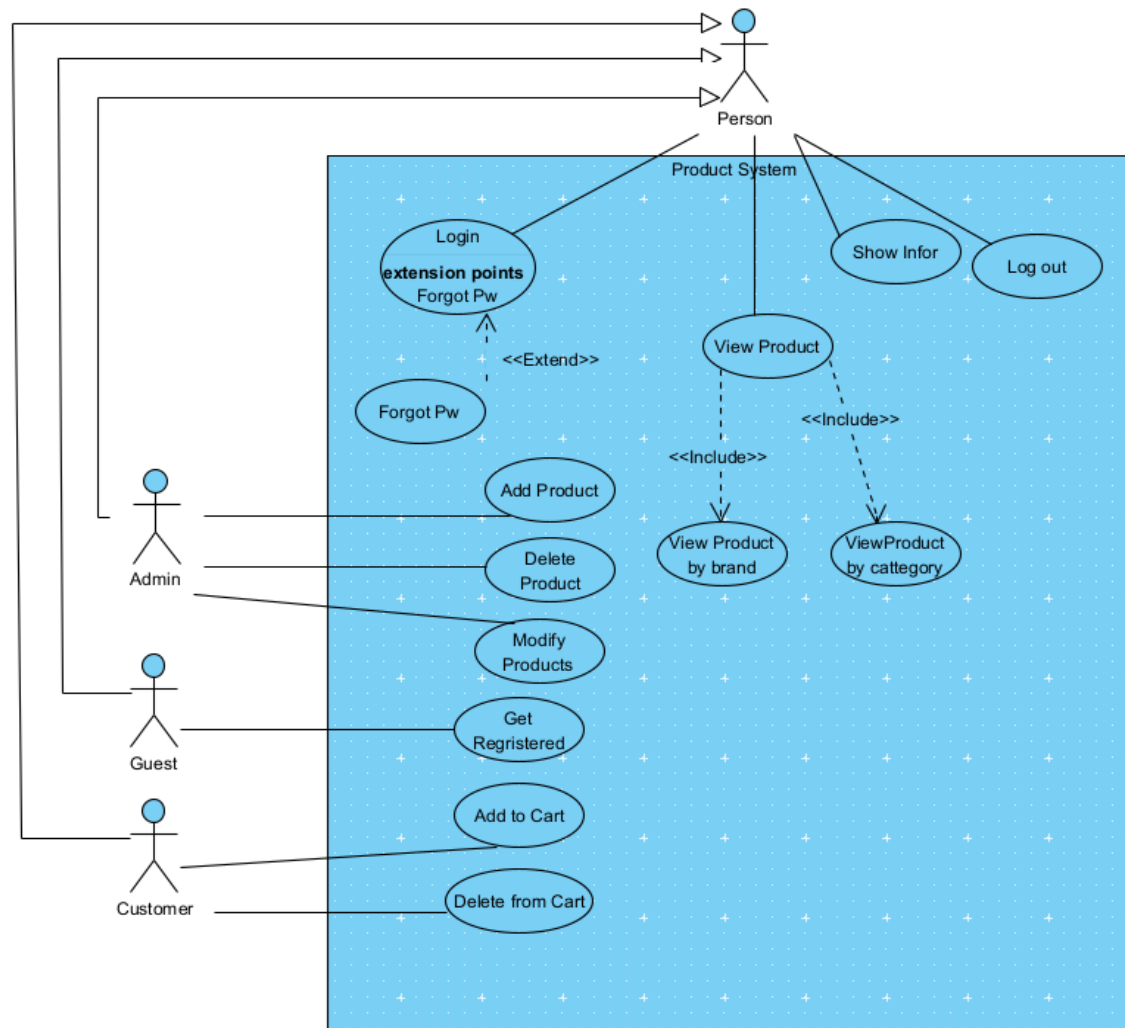 Person
Product System
Login
extension points
Forgot Pw
Show Infor
Log out
View Product
<<Extend>>
Forgot Pw
<<Include>>
<<Include>>
Add Product
View Product
by brand
ViewProduct
by cattegory
Admin
Delete
Product
Modify
Products
Guest
Get
Regristered
Customer
Add to Cart
Delete from Cart